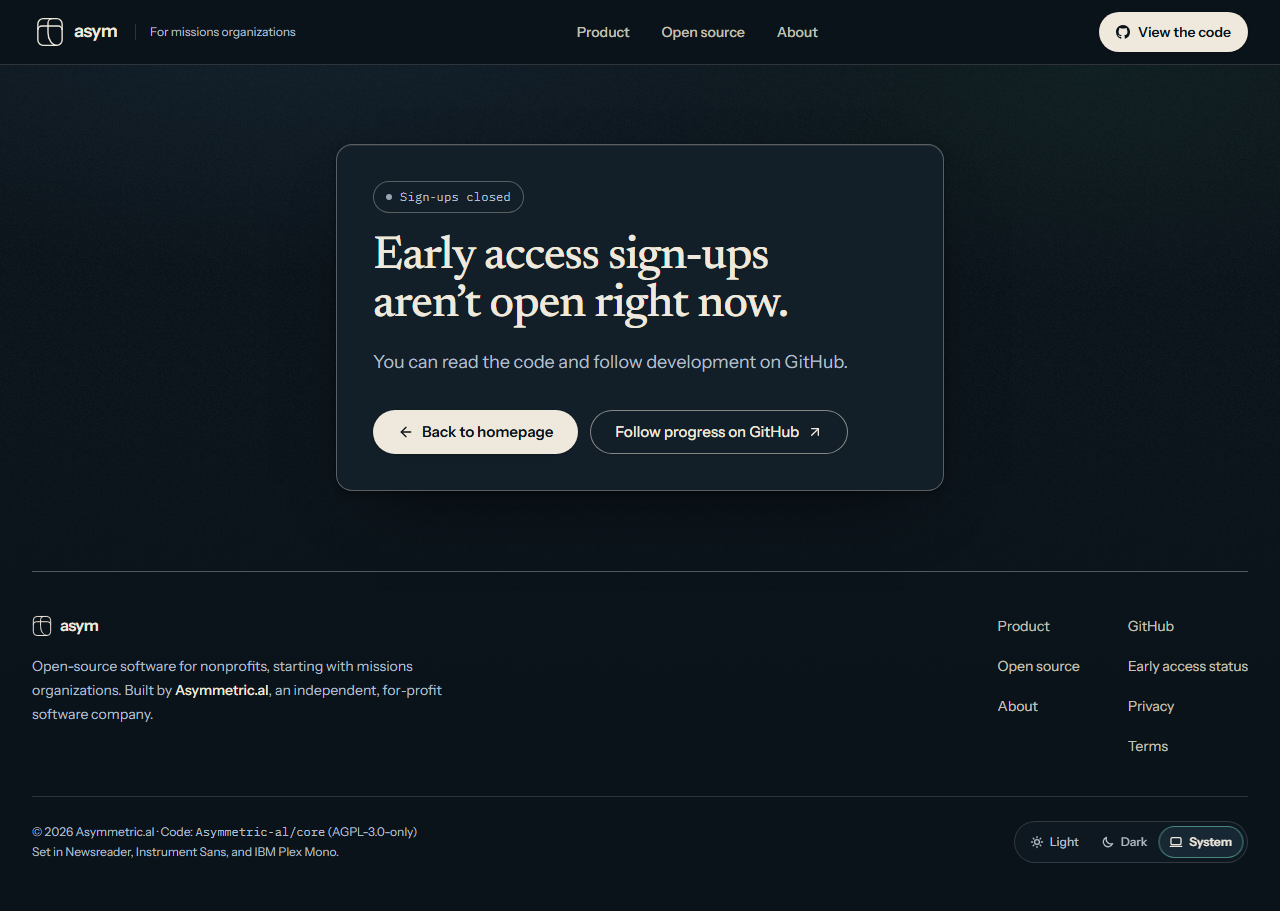 asym
For missions organizations
Product
Open source
About
View the code
Sign-ups closed
Early access sign-ups
aren’t open right now.
You can read the code and follow development on GitHub.
Back to homepage
Follow progress on GitHub
asym
Open-source software for nonprofits, starting with missions
organizations. Built by Asymmetric.al, an independent, for-profit
software company.
Product
Open source
About
GitHub
Early access status
Privacy
Terms
© 2026 Asymmetric.al · Code: Asymmetric-al/core (AGPL-3.0-only)
Set in Newsreader, Instrument Sans, and IBM Plex Mono.
Light
Dark
System